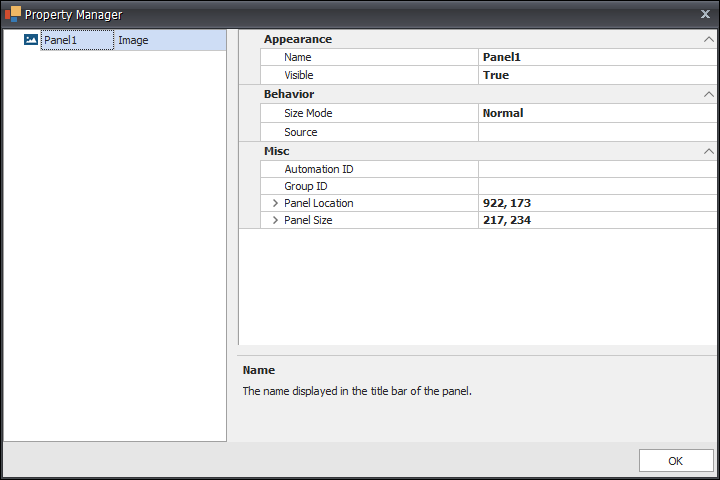 Property Manager
Panel1 Image
Appearance
Name Panel1
Visible True
Behavior
Size Mode Normal
Source
Misc
Automation ID
Group ID
Panel Location 922, 173
Panel Size 217, 234
Name
The name displayed in the title bar of the panel.
OK